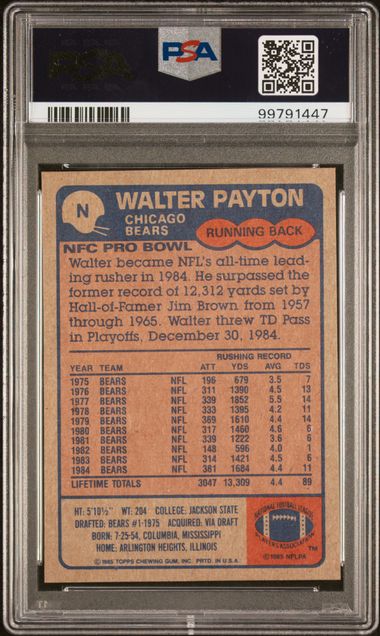 PSA
PSA
99791447
N
WALTER PAYTON
CHICAGO
BEARS
RUNNING BACK
NFC PRO BOWL
Walter became NFL's all-time lead-
ing rusher in 1984. He surpassed the
former record of 12,312 yards set by
Hall-of-Famer Jim Brown from 1957
through 1965. Walter threw TD Pass
in Playoffs, December 30, 1984.
RUSHING RECORD
YEAR TEAM ATT YDS AVG TDS
1975 BEARS NFL 196 679 3.5 7
1976 BEARS NFL 311 1390 4.5 13
1977 BEARS NFL 339 1852 5.5 14
1978 BEARS NFL 333 1395 4.2 11
1979 BEARS NFL 369 1610 4.4 14
1980 BEARS NFL 317 1460 4.6 6
1981 BEARS NFL 339 1222 3.6 6
1982 BEARS NFL 148 596 4.0 1
1983 BEARS NFL 314 1421 4.5 6
1984 BEARS NFL 381 1684 4.4 11
LIFETIME TOTALS 3047 13,309 4.4 89
HT: 5'10½" WT: 204 COLLEGE: JACKSON STATE
DRAFTED: BEARS #1-1975 ACQUIRED: VIA DRAFT
BORN: 7-25-54, COLUMBIA, MISSISSIPPI
HOME: ARLINGTON HEIGHTS, ILLINOIS
©1985 TOPPS CHEWING GUM, INC. PRTD. IN U.S.A.
NATIONAL FOOTBALL LEAGUE
PLAYERS ASSOCIATION
TM
©1985 NFLPA